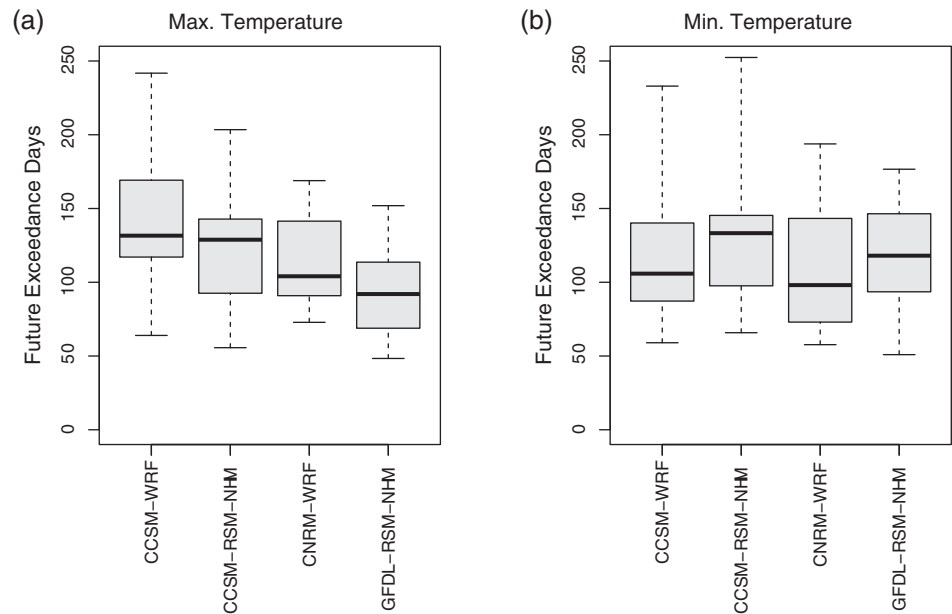 (a)
Max. Temperature
Future Exceedance Days
250
200
150
100
50
0
CCSM−WRF
CCSM−RSM−NHM
CNRM−WRF
GFDL−RSM−NHM
(b)
Min. Temperature
Future Exceedance Days
250
200
150
100
50
0
CCSM−WRF
CCSM−RSM−NHM
CNRM−WRF
GFDL−RSM−NHM